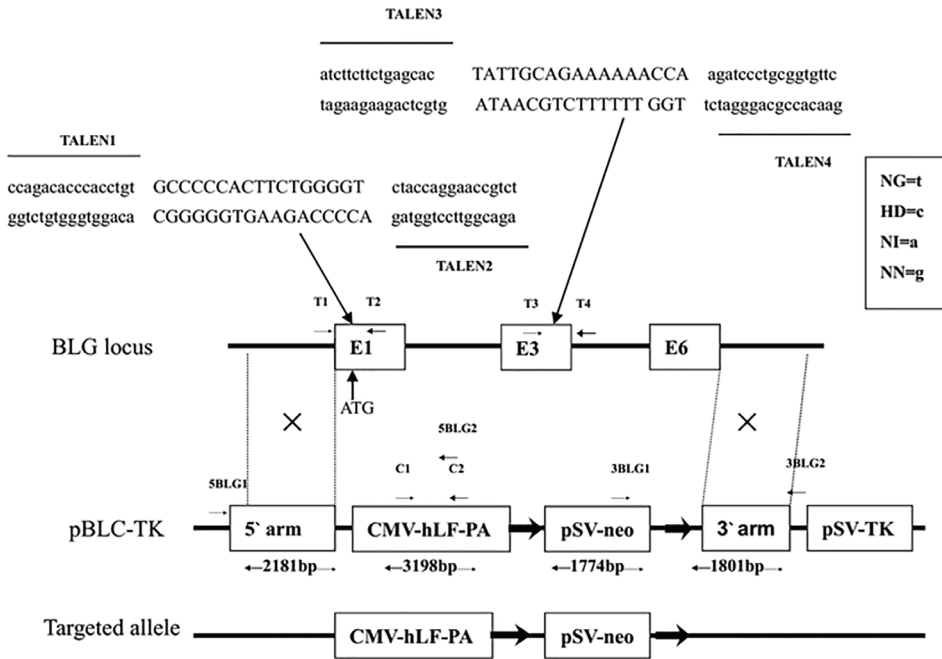 TALEN3
atcttcttctgagcac TATTGCAGAAAAAACCA agatccctgcggtgttc
tagaagaagactcgtg ATAACGTCTTTTTT GGT tctagggacgccacaag
TALEN1
TALEN4
ccagacacccacctgt GCCCCCACTTCTGGGGT ctaccaggaaccgtct
ggtctgtgggtggaca CGGGGGTGAAGACCCCA gatggtccttggcaga
TALEN2
NG=t
HD=c
NI=a
NN=g
T1 T2 T3 T4
BLG locus E1 E3 E6
ATG
5BLG2
5BLG1 C1 C2 3BLG1 3BLG2
pBLC-TK 5` arm CMV-hLF-PA pSV-neo 3` arm pSV-TK
2181bp 3198bp 1774bp 1801bp
Targeted allele CMV-hLF-PA pSV-neo